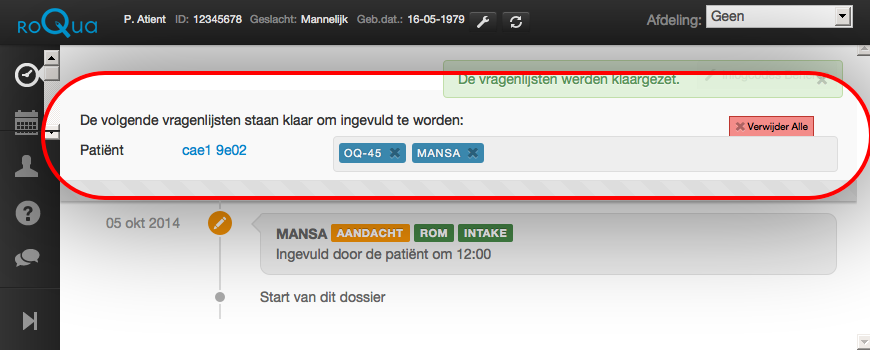 roQua P. Atient ID: 12345678 Geslacht: Mannelijk Geb.dat.: 16-05-1979 Afdeling: Geen
De vragenlijsten werden klaargezet.
De volgende vragenlijsten staan klaar om ingevuld te worden:
Verwijder Alle
Patiënt cae1 9e02 OQ-45 MANSA
05 okt 2014
MANSA AANDACHT ROM INTAKE
Ingevuld door de patiënt om 12:00
Start van dit dossier